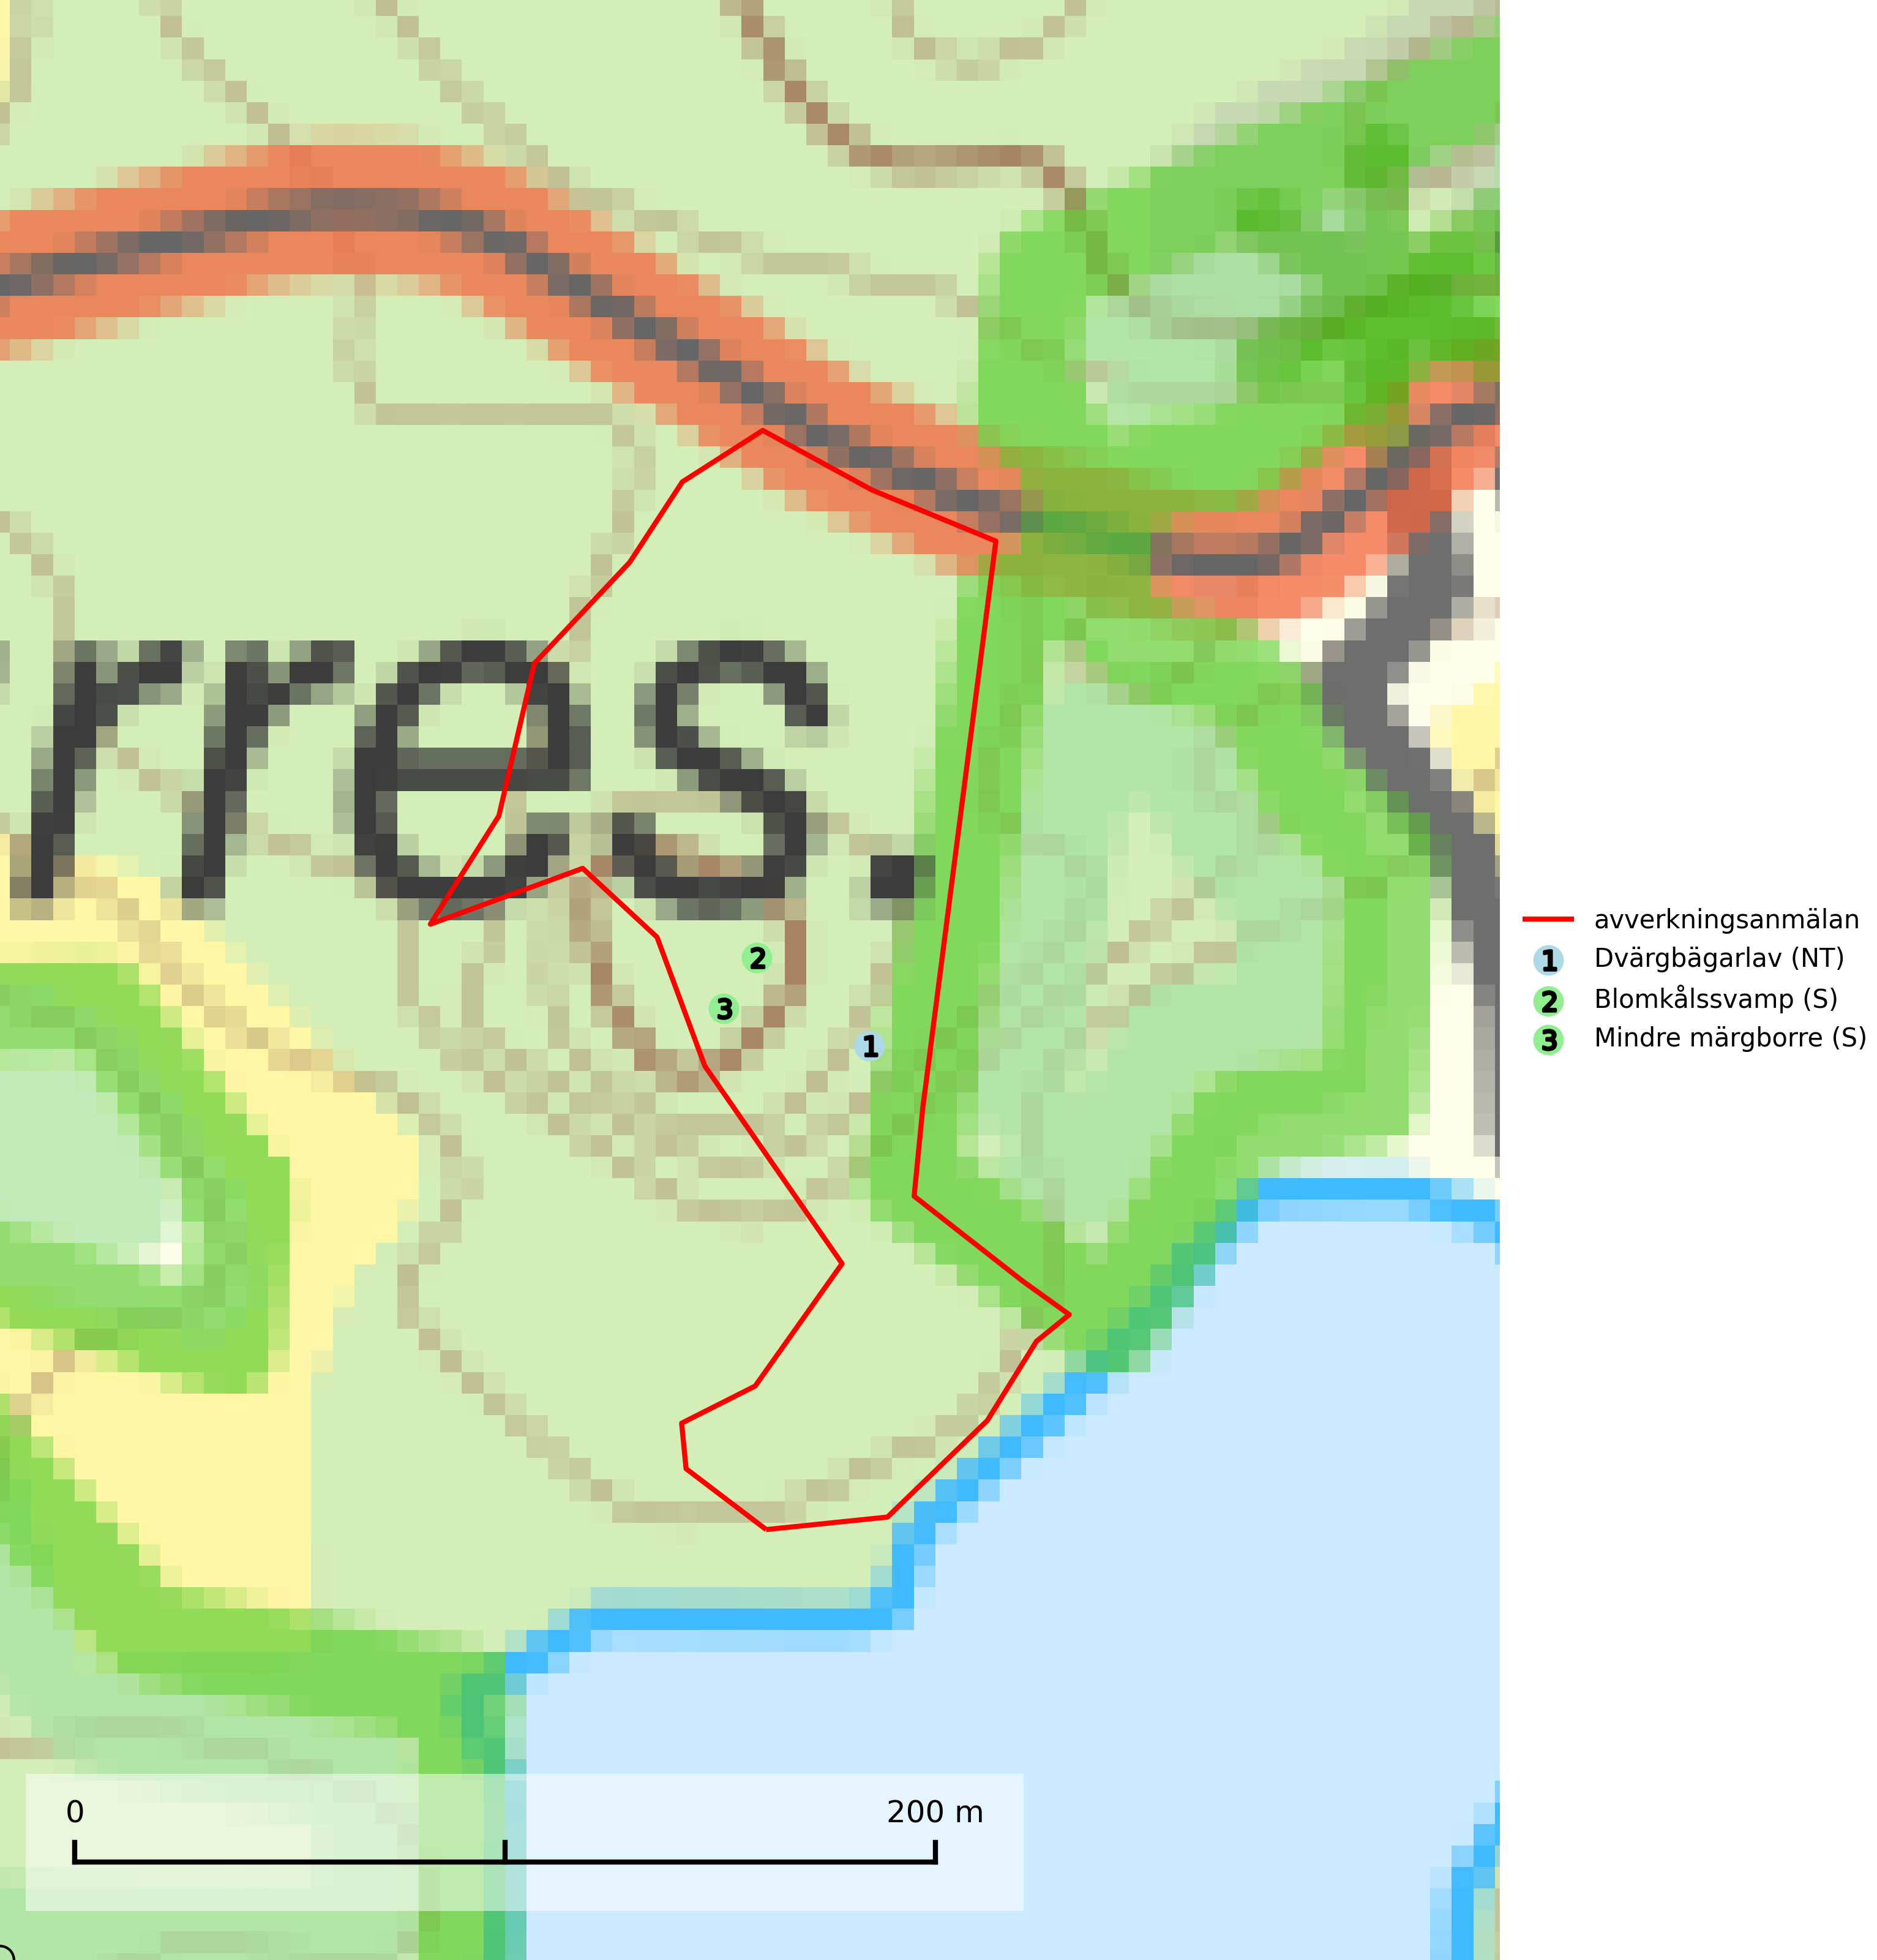 rres.
1
2
3
avverkningsanmälan
1 Dvärgbägarlav (NT)
2 Blomkålssvamp (S)
3 Mindre märgborre (S)
0 200 m